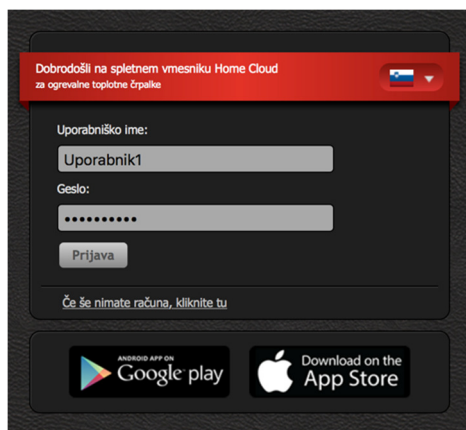 Dobrodošli na spletnem vmesniku Home Cloud
za ogrevalne toplotne črpalke
Uporabniško ime:
Uporabnik1
Geslo:
••••••••••
Prijava
Če še nimate računa, kliknite tu
ANDROID APP ON
Google play
Download on the
App Store